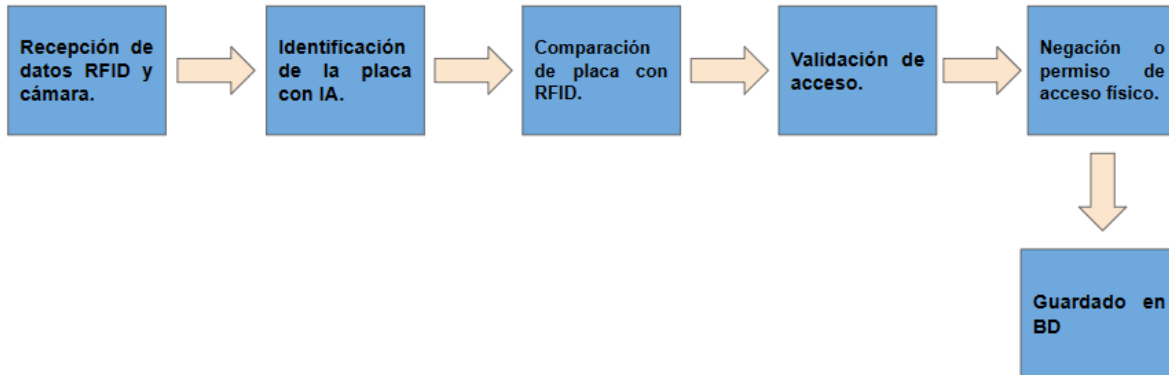 Recepción de
datos RFID y
cámara.
Identificación
de la placa
con IA.
Comparación
de placa con
RFID.
Validación de
acceso.
Negación o
permiso de
acceso físico.
Guardado en
BD